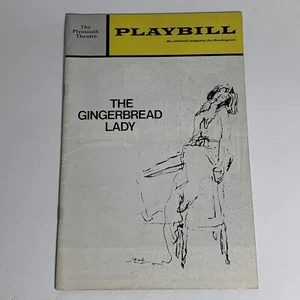 The
Plymouth
Theatre
PLAYBILL
the national magazine for theatregoers
THE
GINGERBREAD
LADY